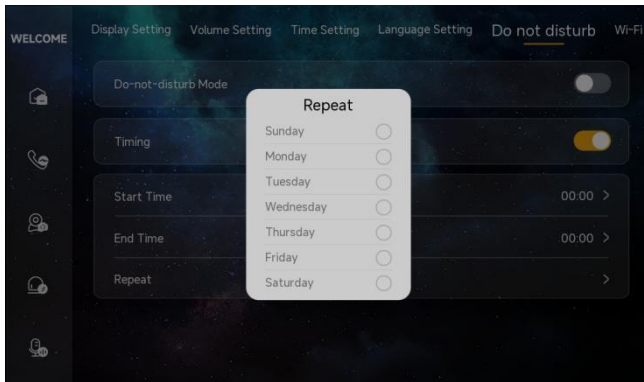 WELCOME
Display Setting Volume Setting Time Setting Language Setting Do not disturb Wi-Fi
Do-not-disturb Mode
Timing
Start Time 00:00 >
End Time 00:00 >
Repeat >
Repeat
Sunday
Monday
Tuesday
Wednesday
Thursday
Friday
Saturday